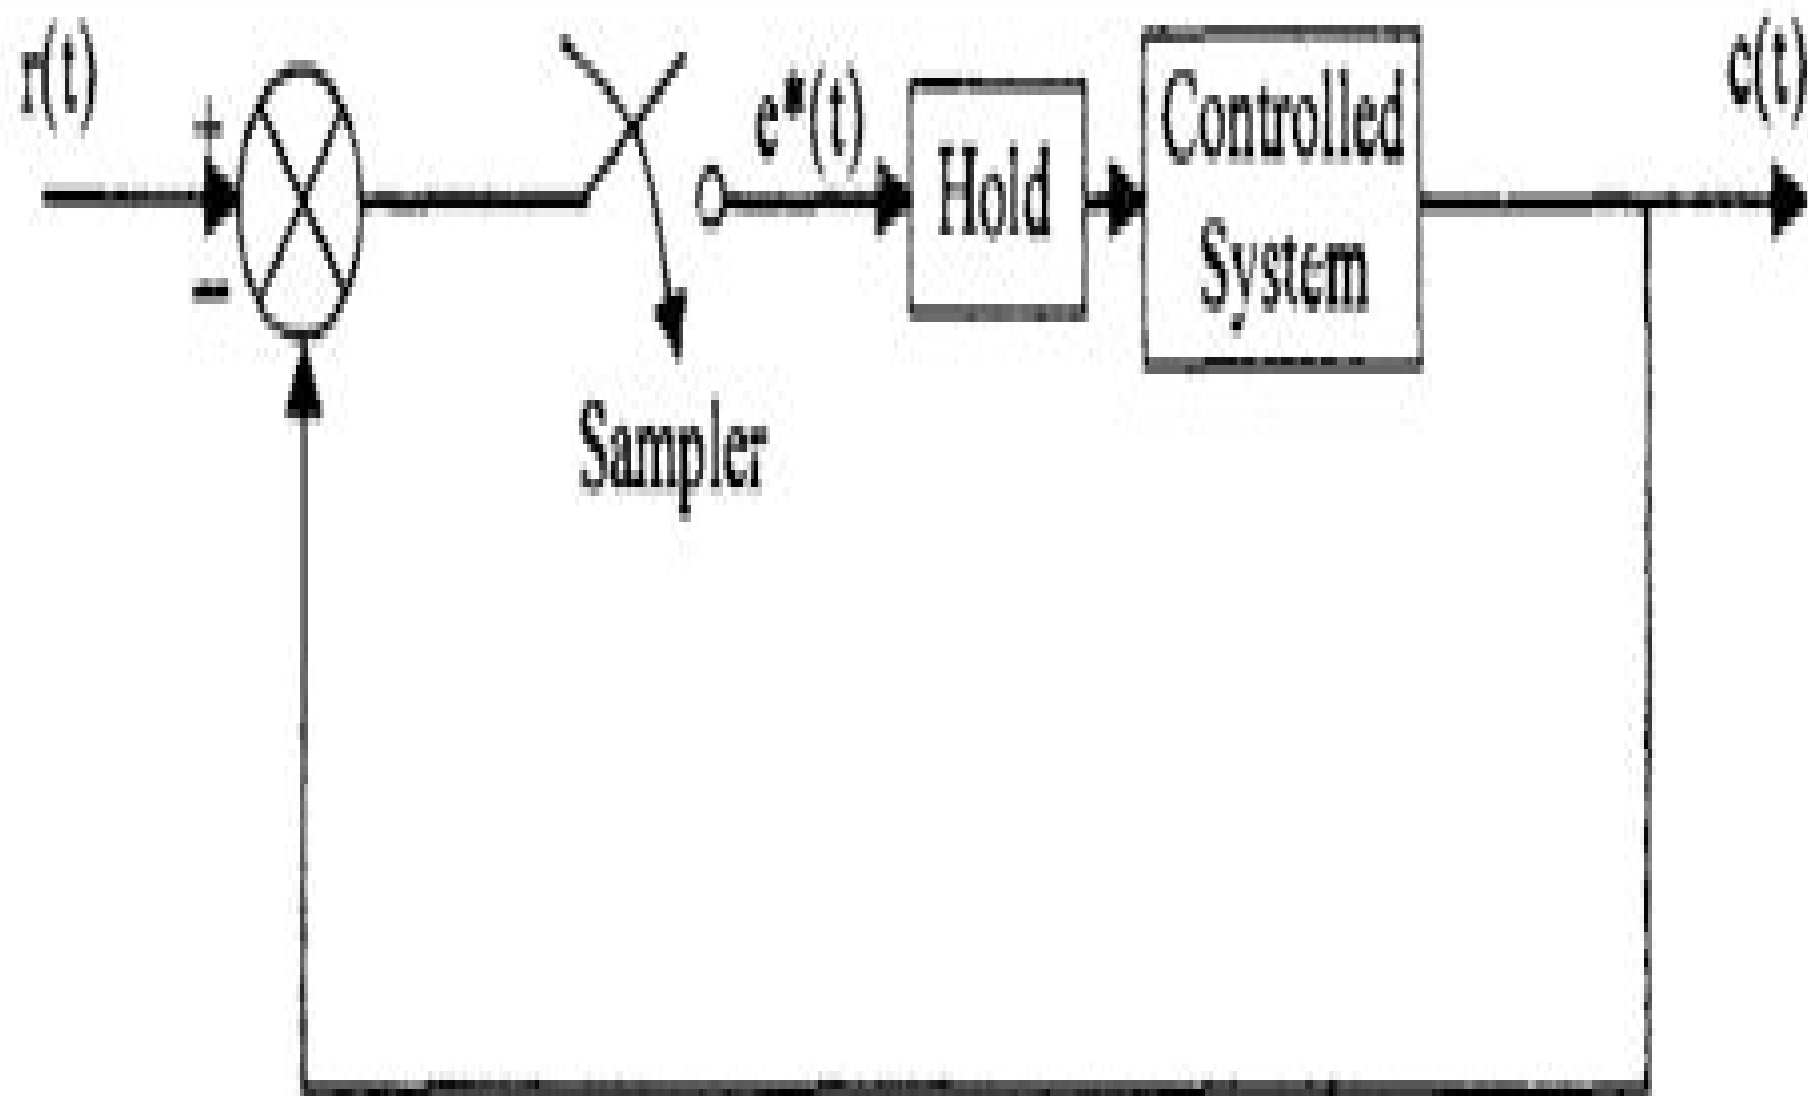 r(t)
+
−
Sampler
e*(t)
Hold
Controlled
System
c(t)